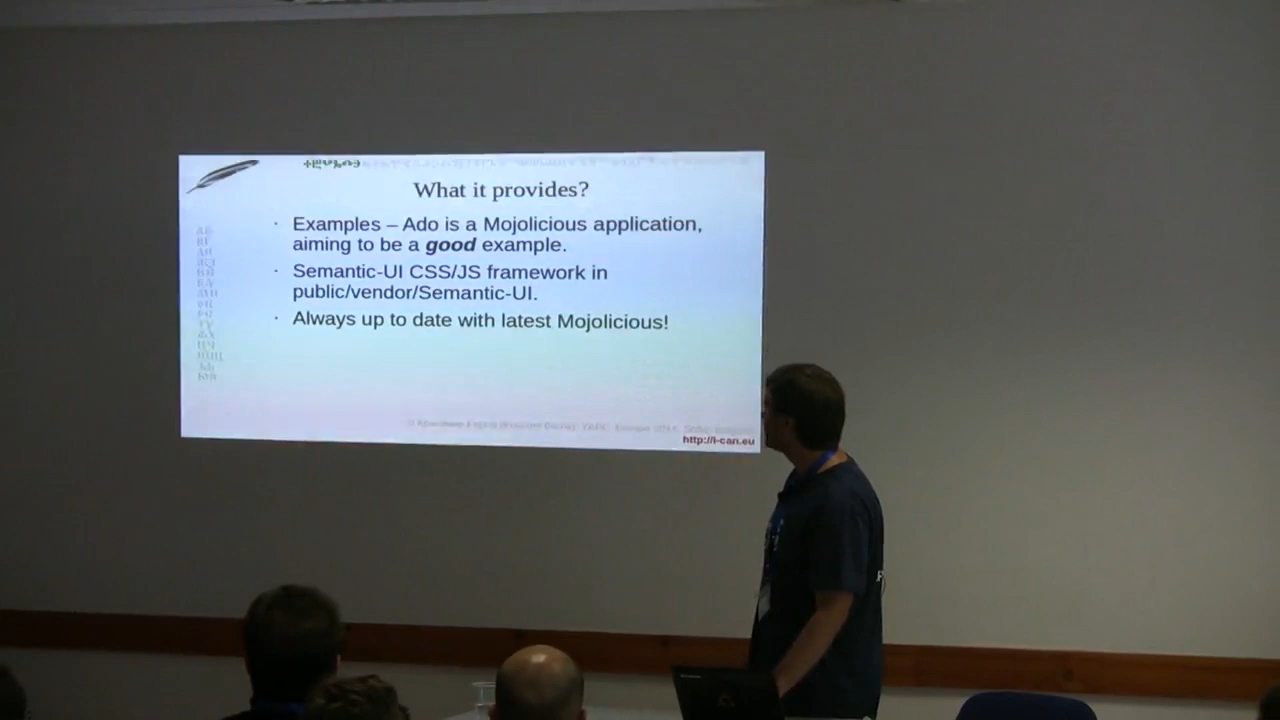 What it provides?
· Examples – Ado is a Mojolicious application,
aiming to be a good example.
· Semantic-UI CSS/JS framework in
public/vendor/Semantic-UI.
· Always up to date with latest Mojolicious!
http://i-can.eu